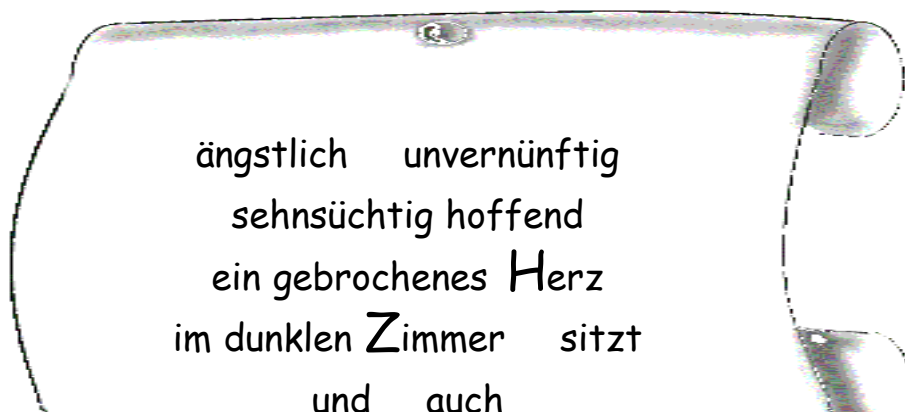 ängstlich unvernünftig
sehnsüchtig hoffend
ein gebrochenes Herz
im dunklen Zimmer sitzt
und auch